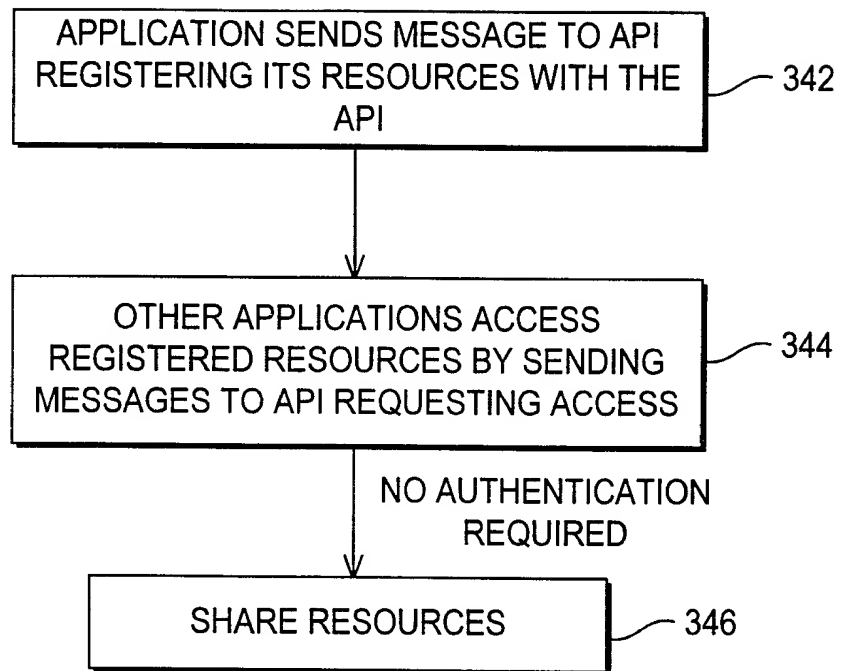 APPLICATION SENDS MESSAGE TO API
REGISTERING ITS RESOURCES WITH THE
API
342
OTHER APPLICATIONS ACCESS
REGISTERED RESOURCES BY SENDING
MESSAGES TO API REQUESTING ACCESS
344
NO AUTHENTICATION
REQUIRED
SHARE RESOURCES
346